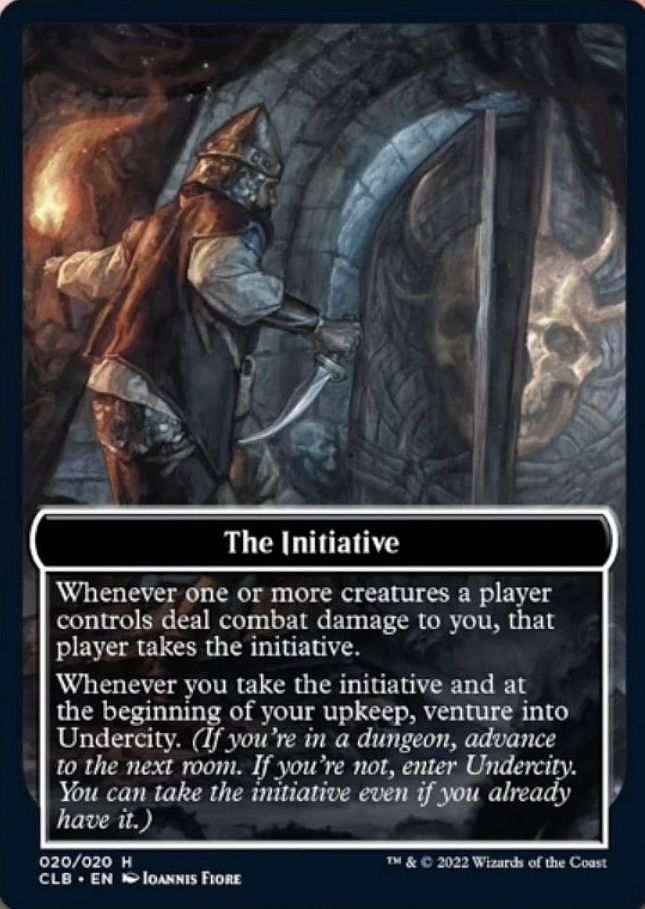 The Initiative
Whenever one or more creatures a player
controls deal combat damage to you, that
player takes the initiative.
Whenever you take the initiative and at
the beginning of your upkeep, venture into
Undercity. (If you're in a dungeon, advance
to the next room. If you're not, enter Undercity.
You can take the initiative even if you already
have it.)
020/020 H
™ & © 2022 Wizards of the Coast
CLB • EN Ioannis Fiore